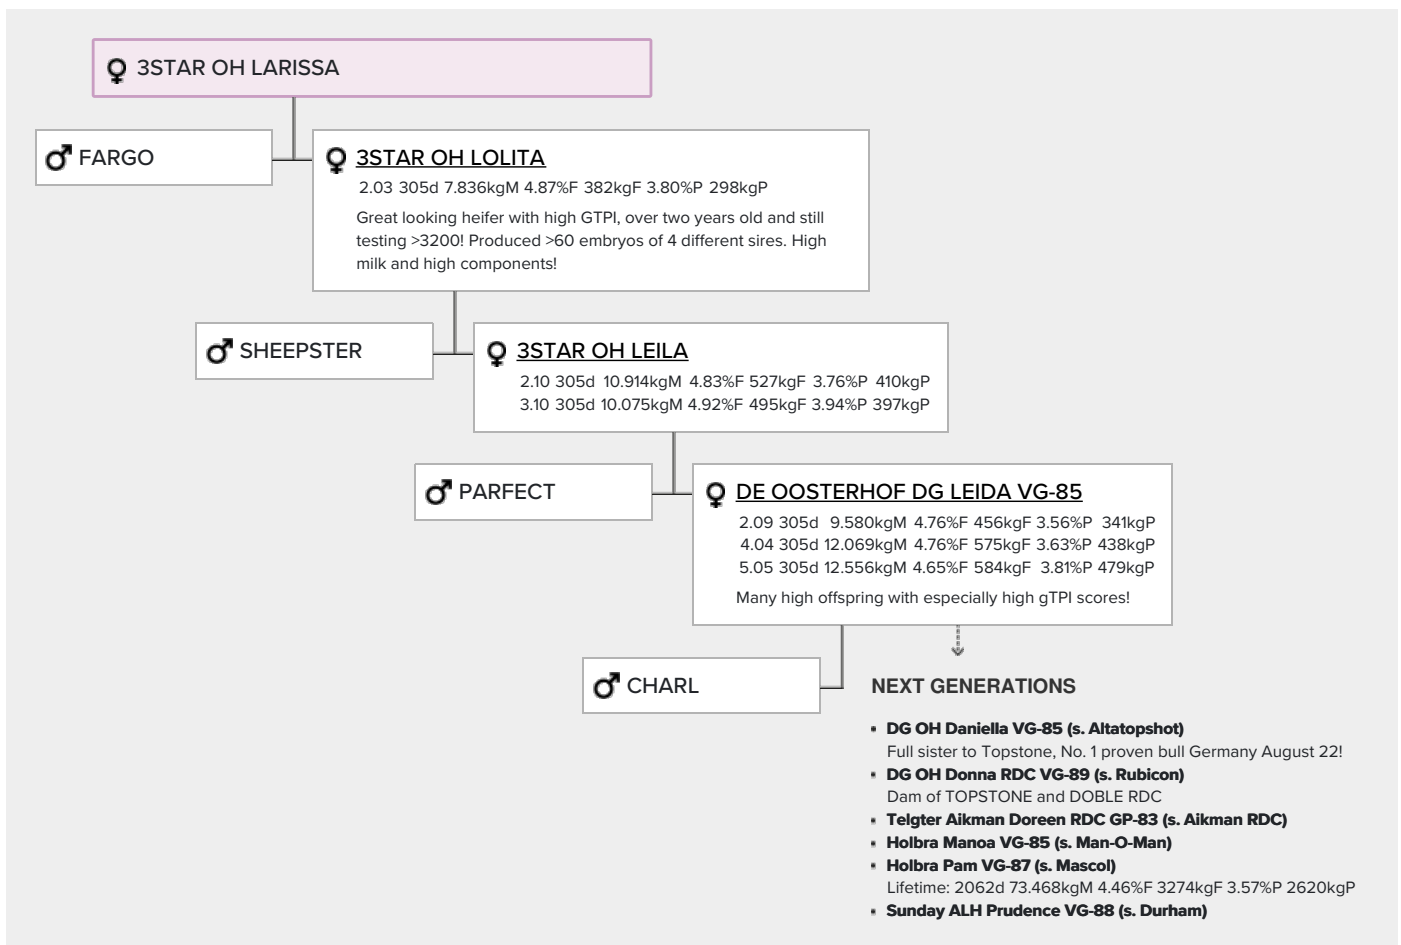 3STAR OH LARISSA
FARGO
3STAR OH LOLITA
2.03 305d 7.836kgM 4.87%F 382kgF 3.80%P 298kgP
Great looking heifer with high GTPI, over two years old and still
testing >3200! Produced >60 embryos of 4 different sires. High
milk and high components!
SHEEPSTER
3STAR OH LEILA
2.10 305d 10.914kgM 4.83%F 527kgF 3.76%P 410kgP
3.10 305d 10.075kgM 4.92%F 495kgF 3.94%P 397kgP
PARFECT
DE OOSTERHOF DG LEIDA VG-85
2.09 305d 9.580kgM 4.76%F 456kgF 3.56%P 341kgP
4.04 305d 12.069kgM 4.76%F 575kgF 3.63%P 438kgP
5.05 305d 12.556kgM 4.65%F 584kgF 3.81%P 479kgP
Many high offspring with especially high gTPI scores!
CHARL
NEXT GENERATIONS
DG OH Daniella VG-85 (s. Altatopshot)
Full sister to Topstone, No. 1 proven bull Germany August 22!
DG OH Donna RDC VG-89 (s. Rubicon)
Dam of TOPSTONE and DOBLE RDC
Telgter Aikman Doreen RDC GP-83 (s. Aikman RDC)
Holbra Manoa VG-85 (s. Man-O-Man)
Holbra Pam VG-87 (s. Mascol)
Lifetime: 2062d 73.468kgM 4.46%F 3274kgF 3.57%P 2620kgP
Sunday ALH Prudence VG-88 (s. Durham)